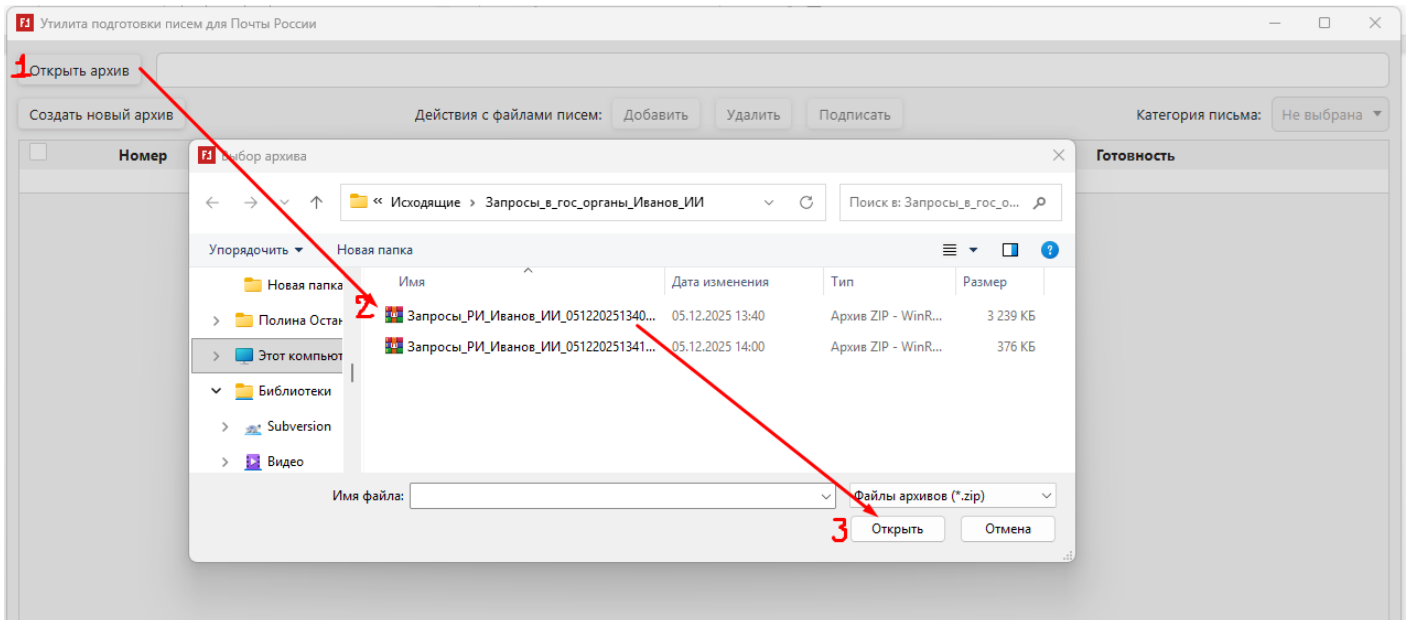 Утилита подготовки писем для Почты России
1 Открыть архив
Создать новый архив Действия с файлами писем: Добавить Удалить Подписать Категория письма: Не выбрана
Номер Готовность
Выбор архива
« Исходящие > Запросы_в_гос_органы_Иванов_ИИ Поиск в: Запросы_в_гос_о...
Упорядочить Новая папка
Имя Дата изменения Тип Размер
Новая папка
2 Запросы_РИ_Иванов_ИИ_051220251340... 05.12.2025 13:40 Архив ZIP - WinR... 3 239 КБ
Полина Остан
Запросы_РИ_Иванов_ИИ_051220251341... 05.12.2025 14:00 Архив ZIP - WinR... 376 КБ
Этот компьют
Библиотеки
Subversion
Видео
Имя файла: Файлы архивов (*.zip)
3 Открыть Отмена